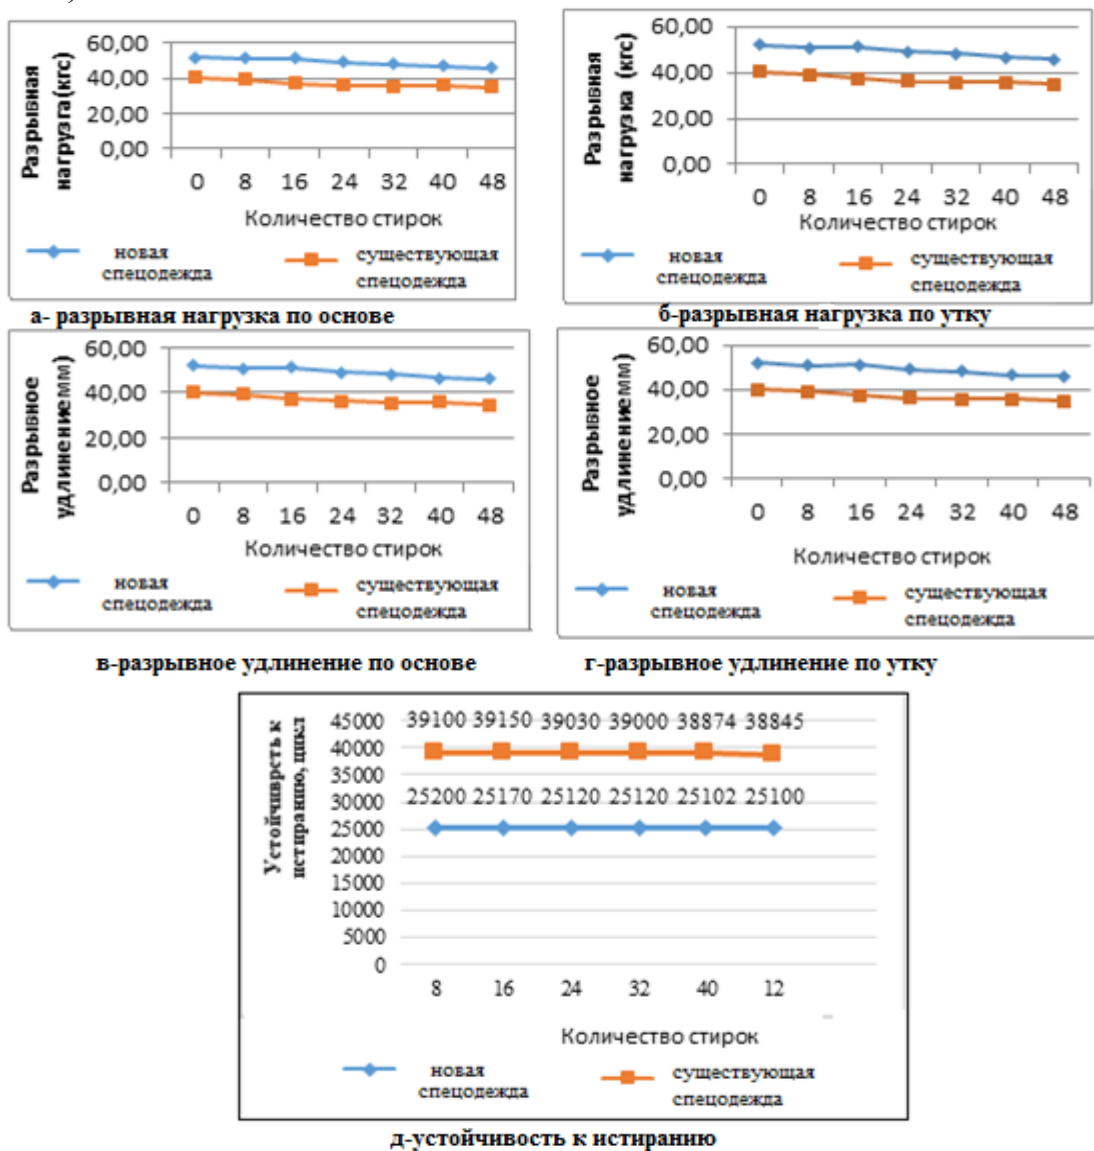 60,00
40,00
20,00
0,00
Разрывная
нагрузга(кгс)
0 8 16 24 32 40 48
Количество стирок
новая
спецодежда
существующая
спецодежда
а- разрывная нагрузка по основе
60,00
40,00
20,00
0,00
Разрывная
нагрузка (кгс)
0 8 16 24 32 40 48
Количество стирок
новая
спецодежда
существующая
спецодежда
б-разрывная нагрузка по утку
60,00
40,00
20,00
0,00
Разрывное
удлинениемм)
0 8 16 24 32 40 48
Количество стирок
новая
спецодежда
существующая
спецодежда
в-разрывное удлинение по основе
60,00
40,00
20,00
0,00
Разрывное
удлинениемм)
0 8 16 24 32 40 48
Количество стирок
новая
спецодежда
существующая
спецодежда
г-разрывное удлинение по утку
Устойчиврсть к
истиранию, цикл
45000
40000
35000
30000
25000
20000
15000
10000
5000
0
39100 39150 39030 39000 38874 38845
25200 25170 25120 25120 25102 25100
8 16 24 32 40 12
Количество стирок
новая
спецодежда
существующая
спецодежда
д-устойчивость к истиранию